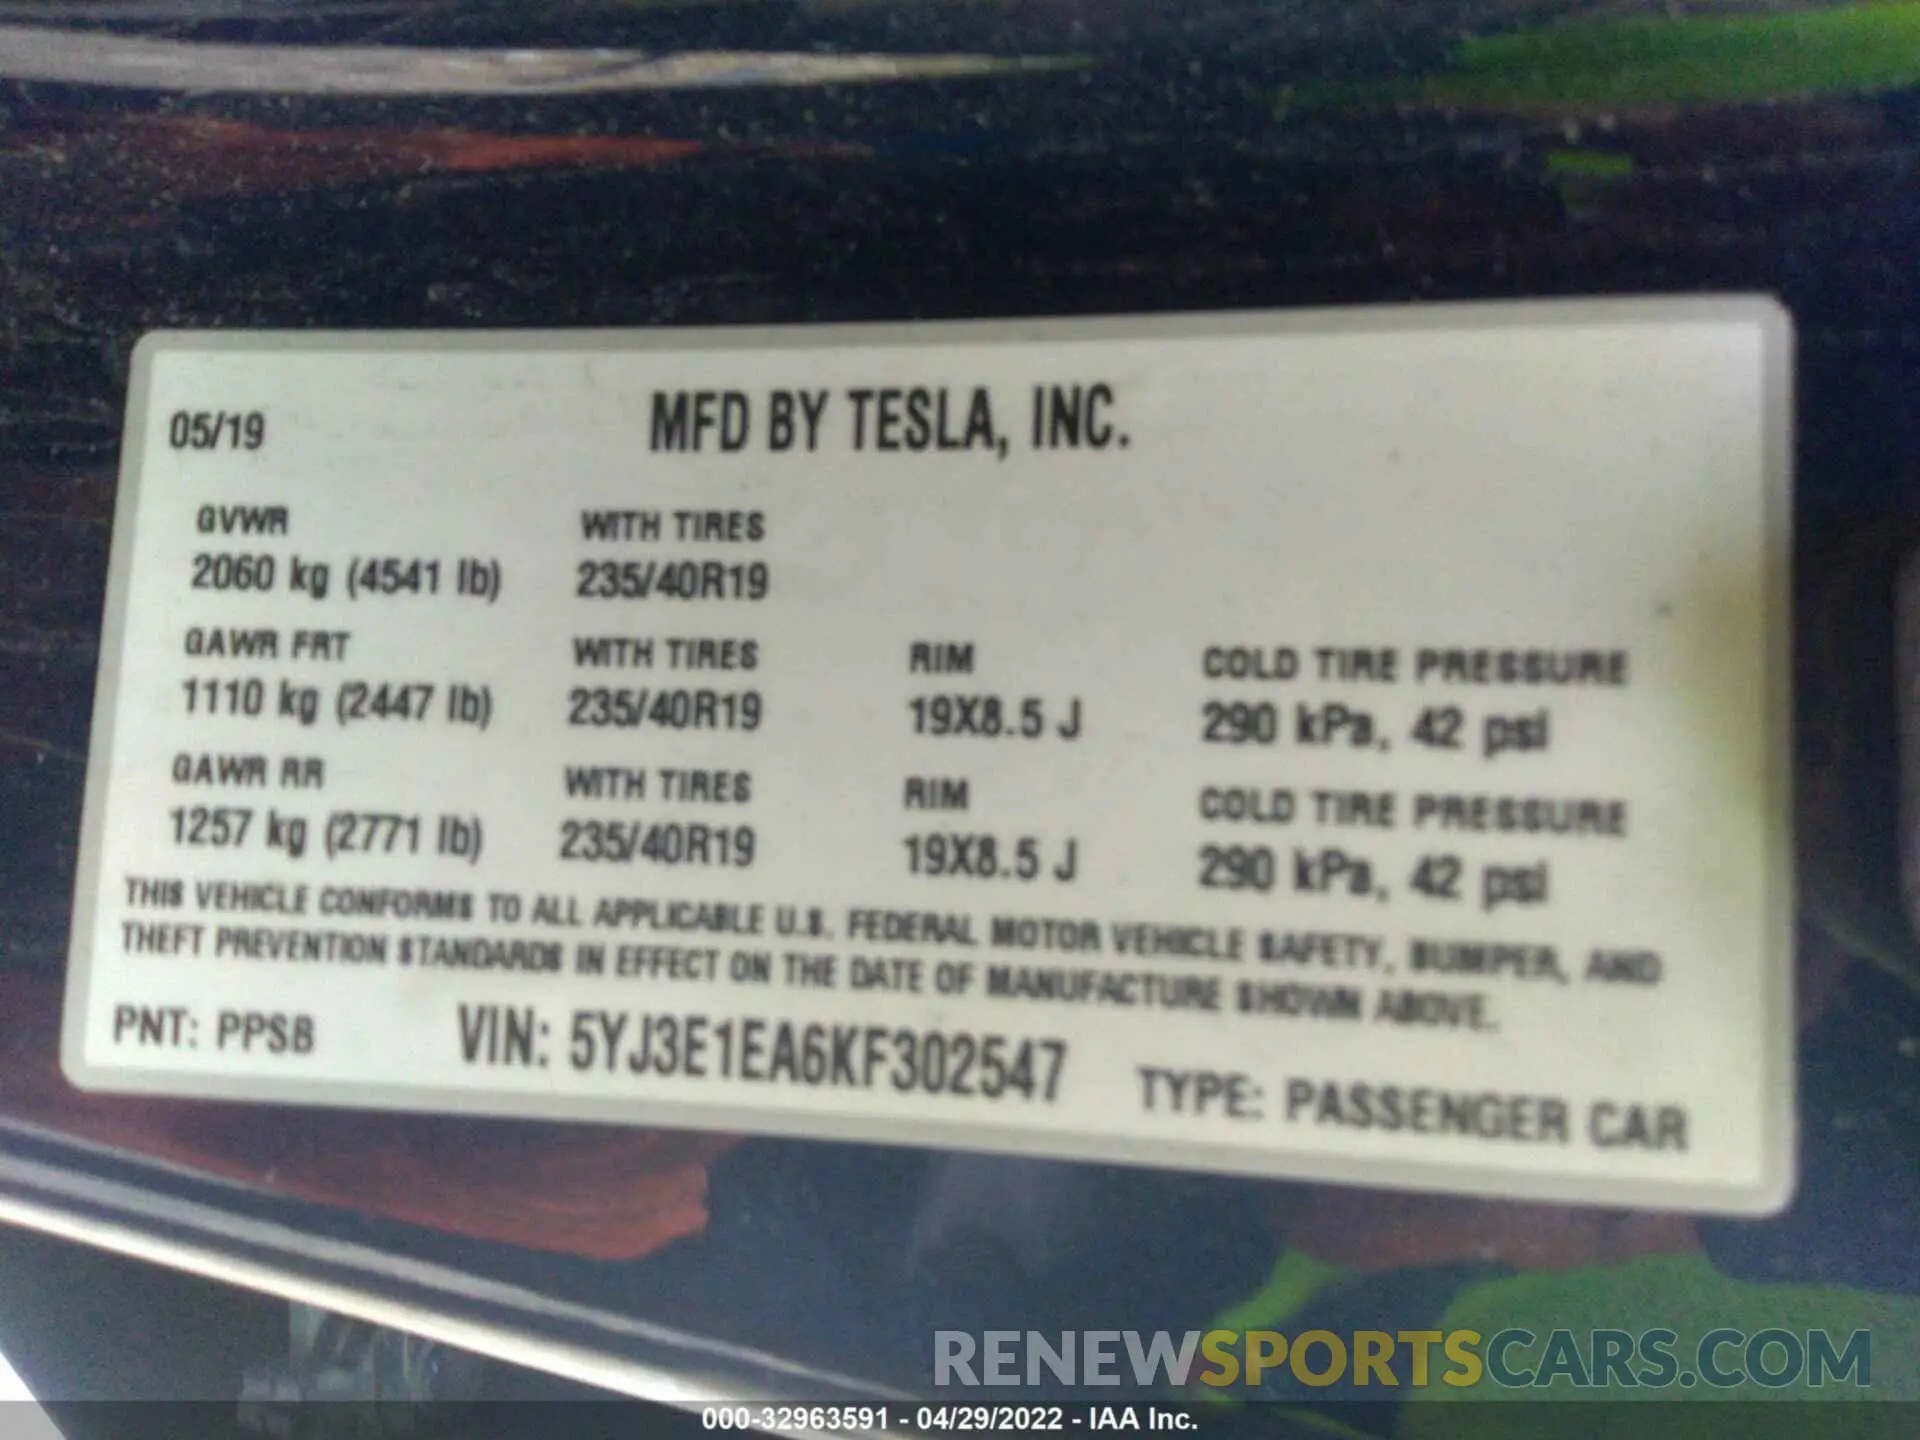 05/19 MFD BY TESLA, INC.
GVWR WITH TIRES
2060 kg (4541 lb) 235/40R19
GAWR FRT WITH TIRES RIM COLD TIRE PRESSURE
1110 kg (2447 lb) 235/40R19 19X8.5 J 290 kPa, 42 psi
GAWR RR WITH TIRES RIM COLD TIRE PRESSURE
1257 kg (2771 lb) 235/40R19 19X8.5 J 290 kPa, 42 psi
THIS VEHICLE CONFORMS TO ALL APPLICABLE U.S. FEDERAL MOTOR VEHICLE SAFETY, BUMPER, AND
THEFT PREVENTION STANDARDS IN EFFECT ON THE DATE OF MANUFACTURE SHOWN ABOVE.
PNT: PPSB VIN: 5YJ3E1EA6KF302547 TYPE: PASSENGER CAR
RENEWSPORTSCARS.COM
000-32963591 - 04/29/2022 - IAA Inc.